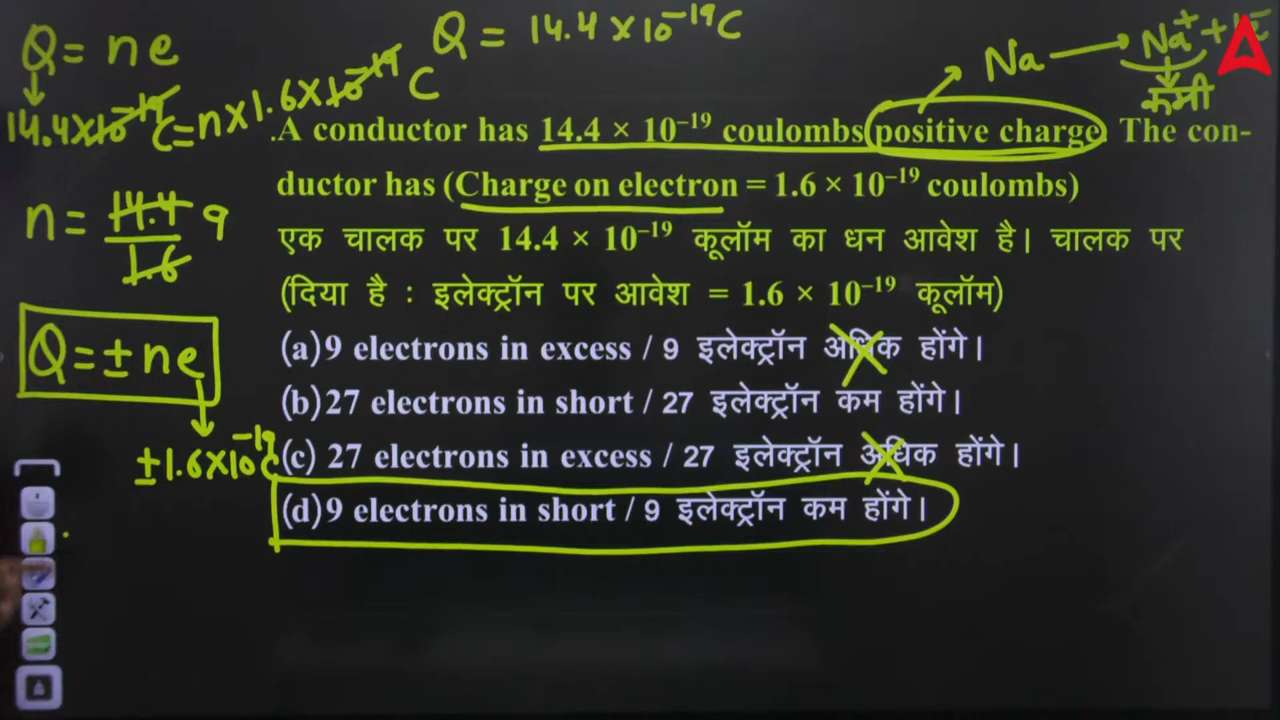 Q = ne
Q = 14.4 × 10⁻¹⁹ C
Na → Na⁺ + e⁻
कमी
14.4×10⁻¹⁹ C = n×1.6×10⁻¹⁹ C
.A conductor has 14.4 × 10⁻¹⁹ coulombs positive charge. The con-
ductor has (Charge on electron = 1.6 × 10⁻¹⁹ coulombs)
n = 14.4/1.6 9
एक चालक पर 14.4 × 10⁻¹⁹ कूलॉम का धन आवेश है। चालक पर
(दिया है : इलेक्ट्रॉन पर आवेश = 1.6 × 10⁻¹⁹ कूलॉम)
Q = ± ne
(a) 9 electrons in excess / 9 इलेक्ट्रॉन अधिक होंगे।
(b) 27 electrons in short / 27 इलेक्ट्रॉन कम होंगे।
±1.6×10⁻¹⁹ C
(c) 27 electrons in excess / 27 इलेक्ट्रॉन अधिक होंगे।
(d) 9 electrons in short / 9 इलेक्ट्रॉन कम होंगे।